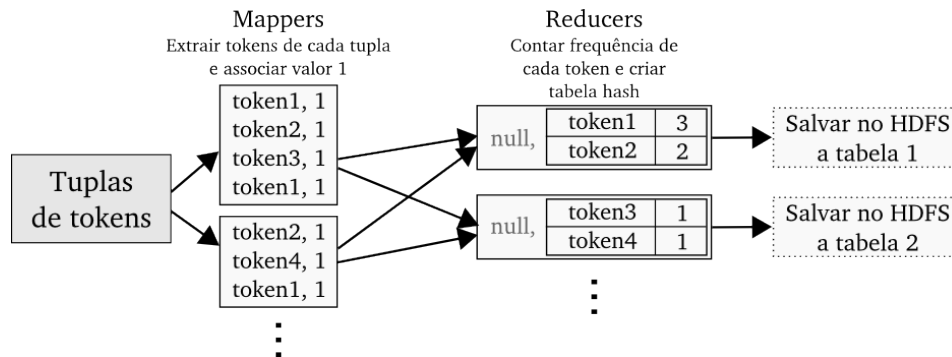 Mappers
Extrair tokens de cada tupla
e associar valor 1
Reducers
Contar frequência de
cada token e criar
tabela hash
Tuplas
de tokens
token1, 1
token2, 1
token3, 1
token1, 1
token2, 1
token4, 1
token1, 1
null,
token1 3
token2 2
null,
token3 1
token4 1
Salvar no HDFS
a tabela 1
Salvar no HDFS
a tabela 2